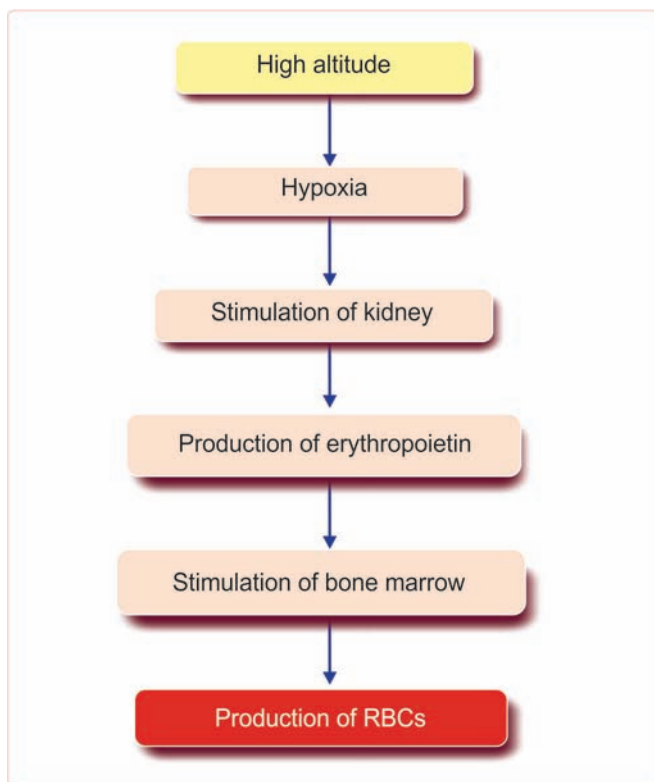 High altitude
Hypoxia
Stimulation of kidney
Production of erythropoietin
Stimulation of bone marrow
Production of RBCs